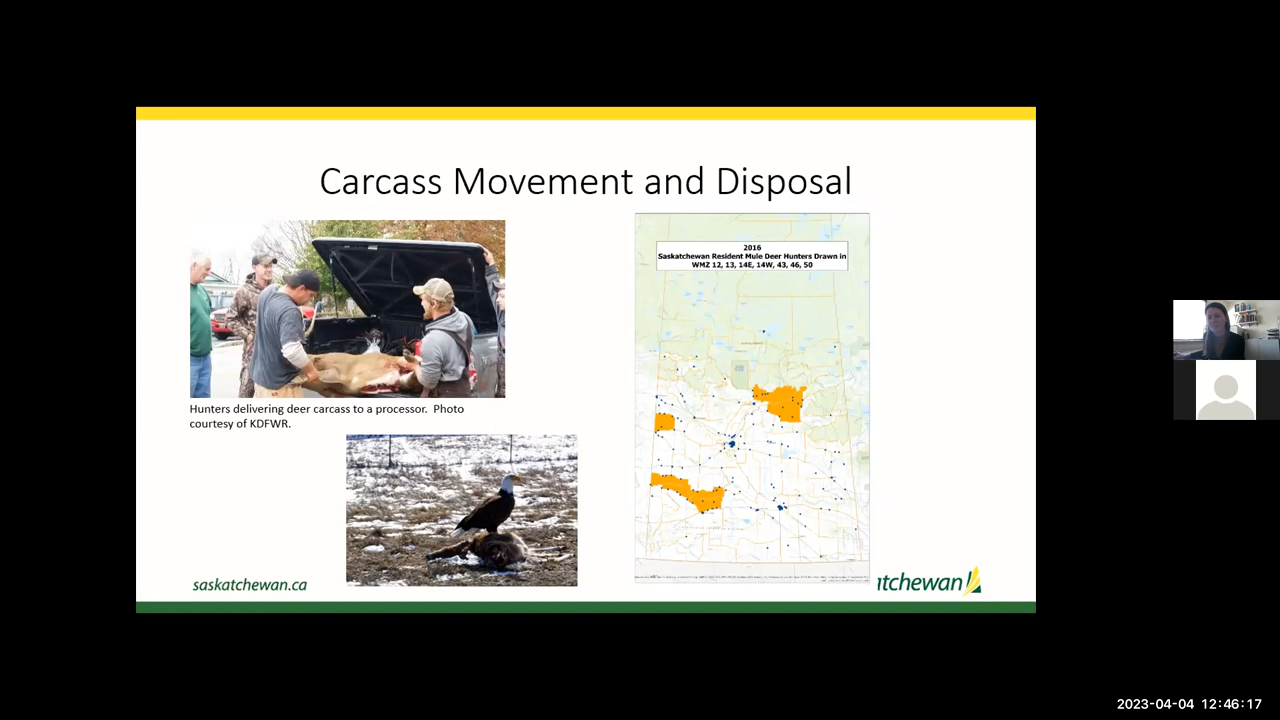 Carcass Movement and Disposal
2016
Saskatchewan Resident Mule Deer Hunters Drawn in
WMZ 12, 13, 14E, 14W, 43, 46, 50
Hunters delivering deer carcass to a processor.  Photo
courtesy of KDFWR.
saskatchewan.ca
tchewan
2023-04-04 12:46:17